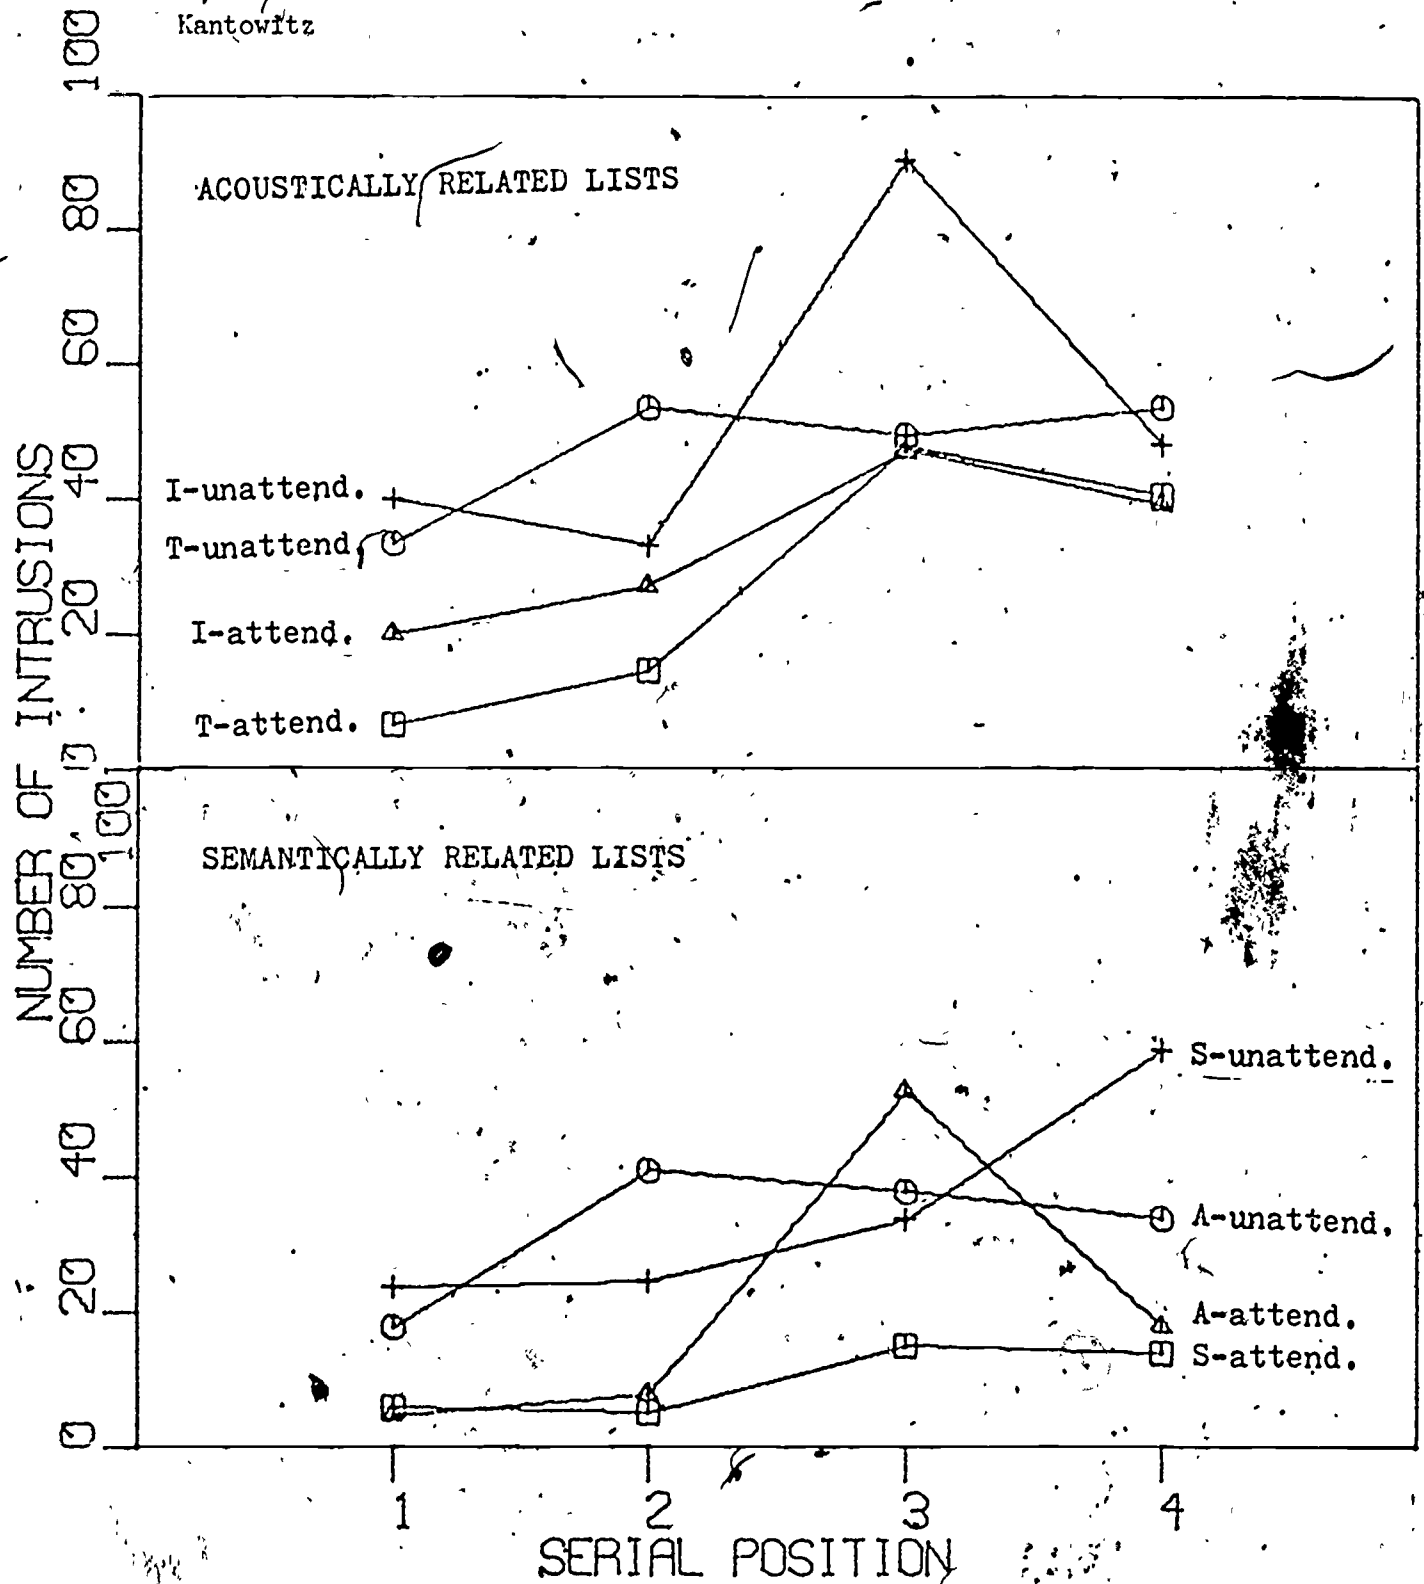 Kantowitz
100
ACOUSTICALLY RELATED LISTS
80
60
40
I-unattend.
T-unattend.
20
I-attend.
T-attend.
0
NUMBER OF INTRUSIONS
100
SEMANTICALLY RELATED LISTS
80
60
S-unattend.
40
A-unattend.
20
A-attend.
S-attend.
0
1 2 3 4
SERIAL POSITION